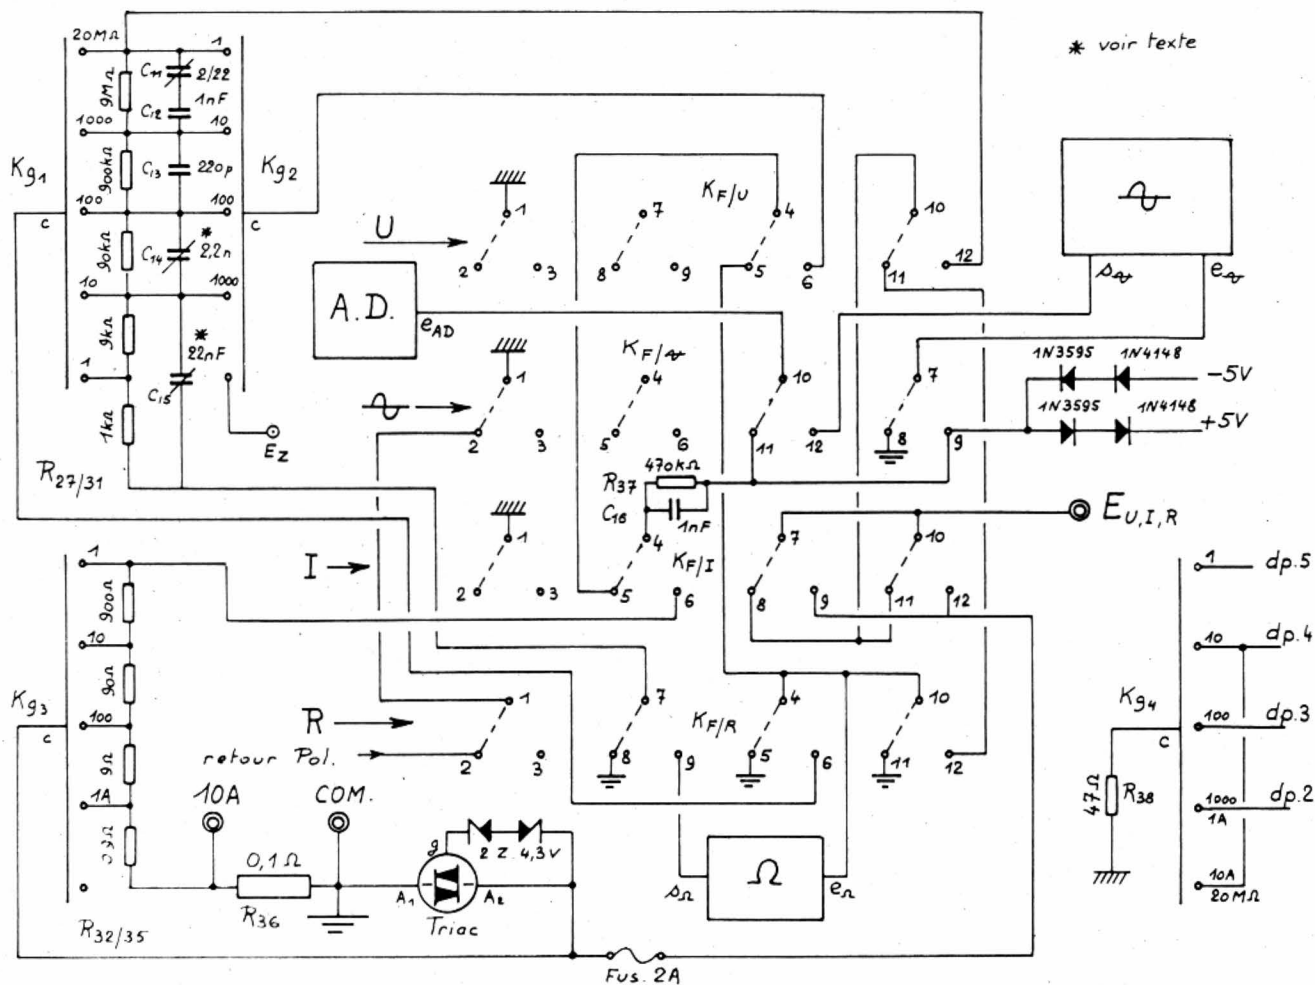 20MΩ
1
C11
2/22
* voir texte
9MΩ
1nF
C12
1000
10
Kg1
900kΩ
C13
220p
Kg2
100
100
c
c
90kΩ
C14
*
2,2n
10
1000
9kΩ
*
22nF
1
C15
1kΩ
EZ
R27/31
U
1
2
3
7
8
9
KF/U
4
5
6
10
11
12
s∿
e∿
A.D.
eAD
1
2
3
KF/∿
4
5
6
10
11
12
7
8
9
1N3595
1N4148
-5V
1N3595
1N4148
+5V
470kΩ
R37
C16
1nF
EU,I,R
I
1
2
3
4
5
6
KF/I
7
8
9
10
11
12
1
900Ω
10
90Ω
Kg3
c
100
9Ω
1A
0,9Ω
R32/35
R
retour Pol.
1
2
3
7
8
9
KF/R
4
5
6
10
11
12
1
dp.5
10
dp.4
Kg4
100
dp.3
c
1000
1A
dp.2
47Ω
R38
10A
20MΩ
10A
COM.
0,1Ω
R36
g
2 Z. 4,3V
A1
A2
Triac
Ω
sΩ
eΩ
Fus. 2A